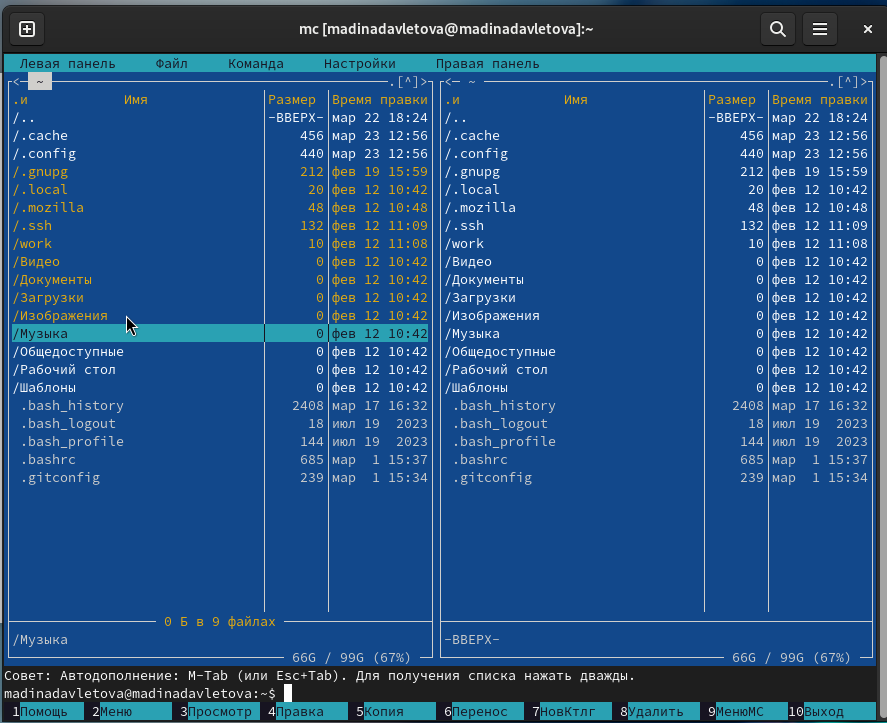 mc [madinadavletova@madinadavletova]:~
Левая панель Файл Команда Настройки Правая панель
<- ~ .[^]> <- ~ .[^]>
.и Имя Размер Время правки .и Имя Размер Время правки
/.. -ВВЕРХ- мар 22 18:24 /.. -ВВЕРХ- мар 22 18:24
/.cache 456 мар 23 12:56 /.cache 456 мар 23 12:56
/.config 440 мар 23 12:56 /.config 440 мар 23 12:56
/.gnupg 212 фев 19 15:59 /.gnupg 212 фев 19 15:59
/.local 20 фев 12 10:42 /.local 20 фев 12 10:42
/.mozilla 48 фев 12 10:48 /.mozilla 48 фев 12 10:48
/.ssh 132 фев 12 11:09 /.ssh 132 фев 12 11:09
/work 10 фев 12 11:08 /work 10 фев 12 11:08
/Видео 0 фев 12 10:42 /Видео 0 фев 12 10:42
/Документы 0 фев 12 10:42 /Документы 0 фев 12 10:42
/Загрузки 0 фев 12 10:42 /Загрузки 0 фев 12 10:42
/Изображения 0 фев 12 10:42 /Изображения 0 фев 12 10:42
/Музыка 0 фев 12 10:42 /Музыка 0 фев 12 10:42
/Общедоступные 0 фев 12 10:42 /Общедоступные 0 фев 12 10:42
/Рабочий стол 0 фев 12 10:42 /Рабочий стол 0 фев 12 10:42
/Шаблоны 0 фев 12 10:42 /Шаблоны 0 фев 12 10:42
.bash_history 2408 мар 17 16:32 .bash_history 2408 мар 17 16:32
.bash_logout 18 июл 19 2023 .bash_logout 18 июл 19 2023
.bash_profile 144 июл 19 2023 .bash_profile 144 июл 19 2023
.bashrc 685 мар 1 15:37 .bashrc 685 мар 1 15:37
.gitconfig 239 мар 1 15:34 .gitconfig 239 мар 1 15:34
0 Б в 9 файлах
/Музыка -ВВЕРХ-
66G / 99G (67%) 66G / 99G (67%)
Совет: Автодополнение: M-Tab (или Esc+Tab). Для получения списка нажать дважды.
madinadavletova@madinadavletova:~$
1Помощь 2Меню 3Просмотр 4Правка 5Копия 6Перенос 7НовКтлг 8Удалить 9МенюMC 10Выход